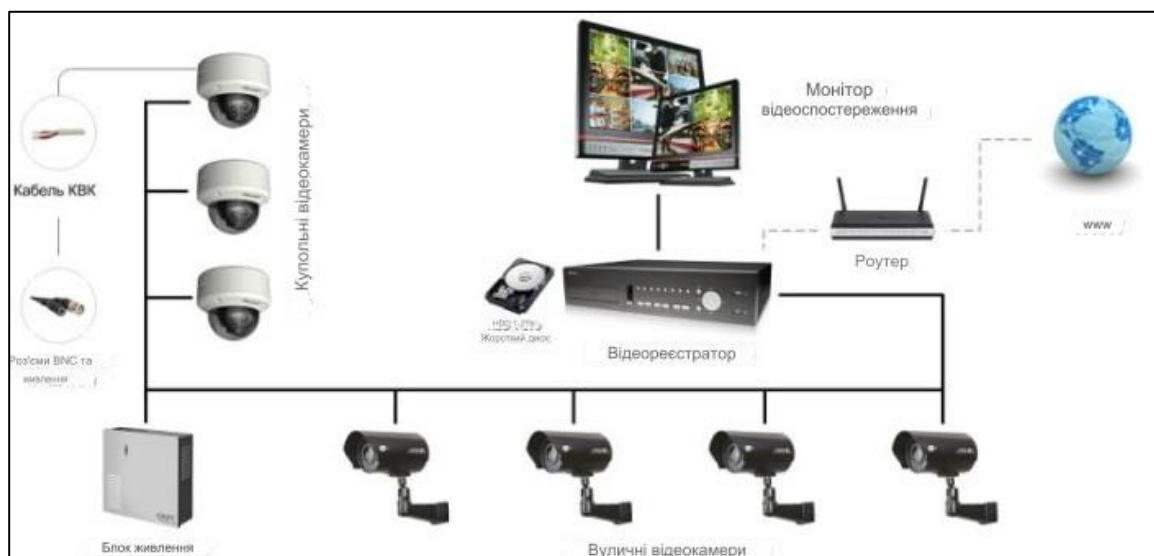 Монітор
відеоспостереження
Кабель КВК
Купольні відеокамери
www
Роутер
Жорсткий диск
Відеореєстратор
Роз'єми BNC та
живлення
Блок живлення
Вуличні відеокамери